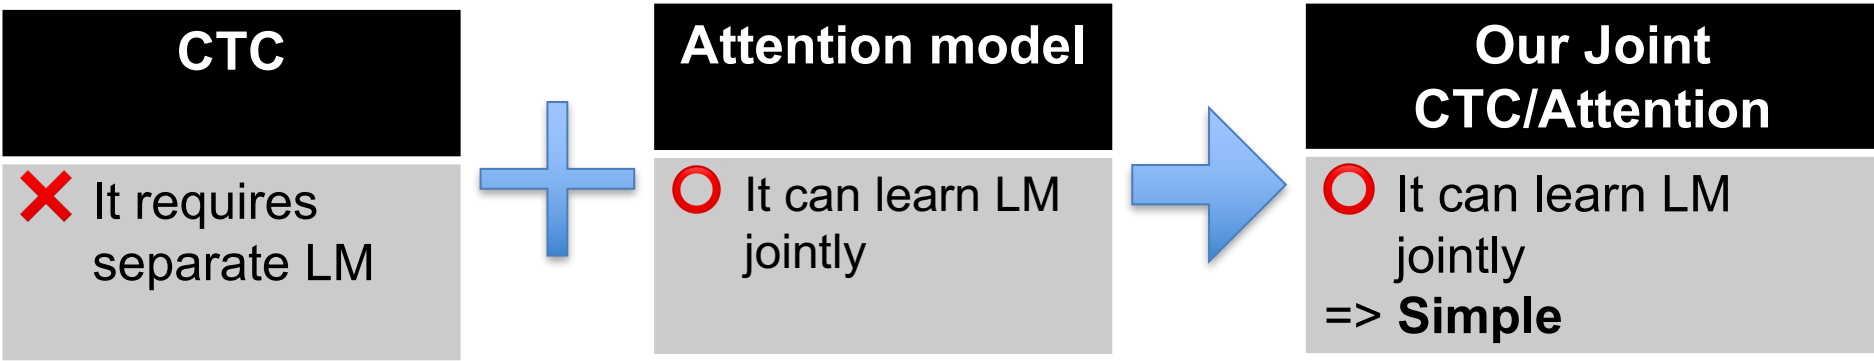 CTC
It requires
separate LM
Attention model
It can learn LM
jointly
Our Joint
CTC/Attention
It can learn LM
jointly
=> Simple